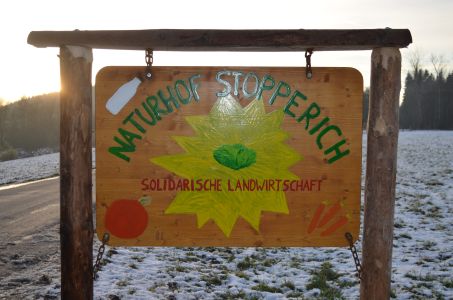 NATURHOF STOPPERICH
SOLIDARISCHE LANDWIRTSCHAFT